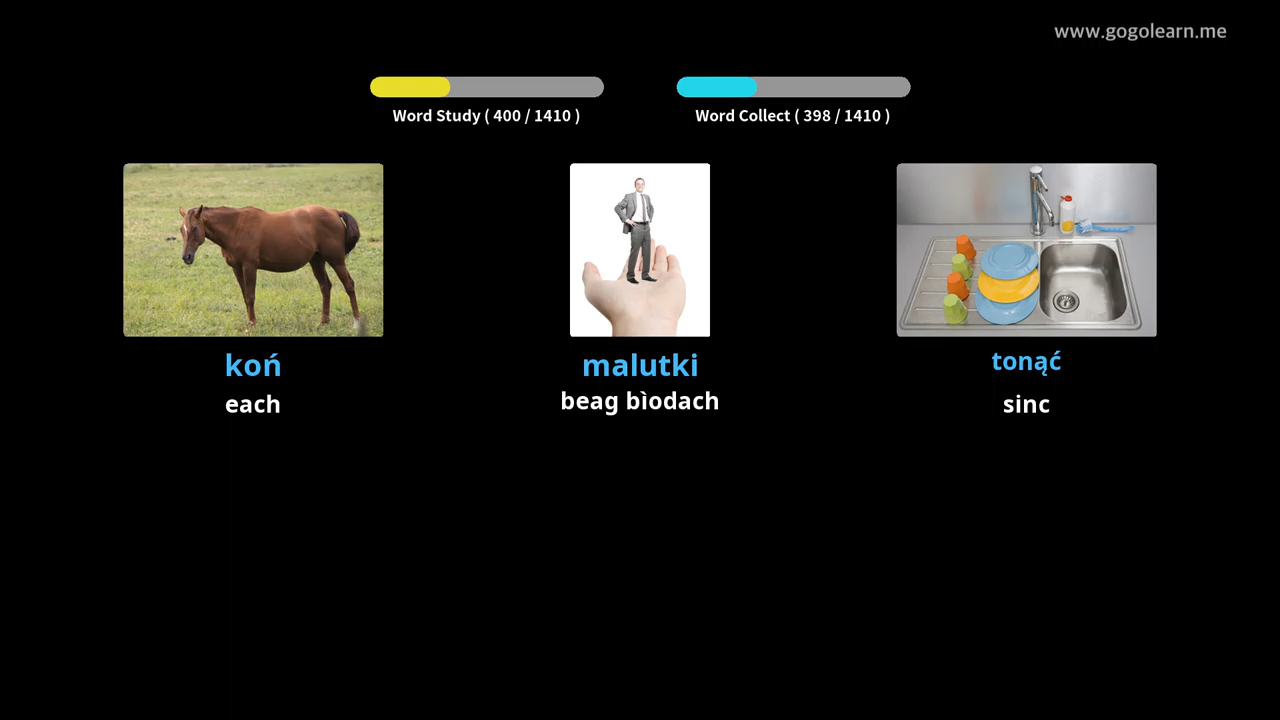 www.gogolearn.me
Word Study ( 400 / 1410 )
Word Collect ( 398 / 1410 )
koń
each
malutki
beag bìodach
tonąć
sinc